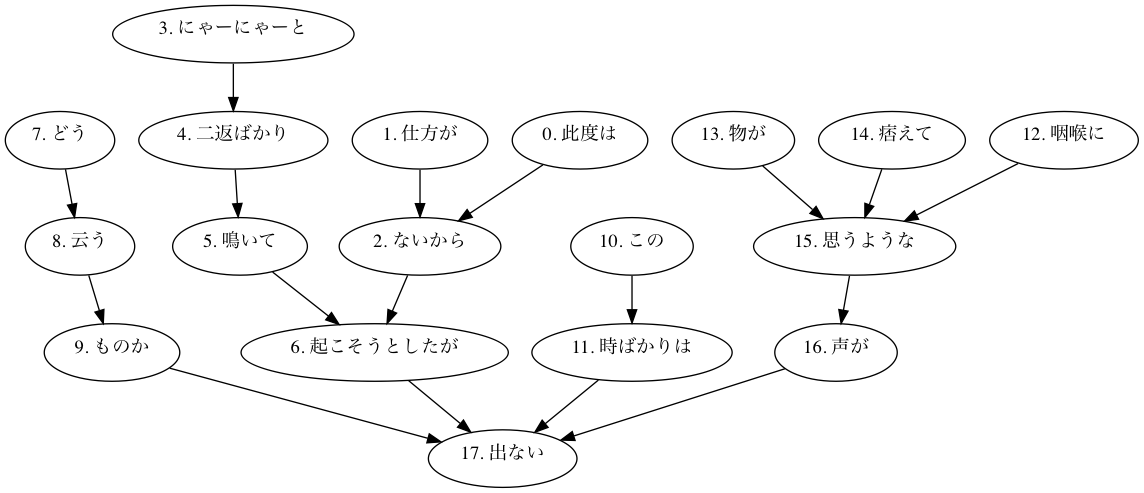 3. にゃーにゃーと
7. どう
4. 二返ばかり
1. 仕方が
0. 此度は
13. 物が
14. 痞えて
12. 咽喉に
8. 云う
5. 鳴いて
2. ないから
10. この
15. 思うような
9. ものか
6. 起こそうとしたが
11. 時ばかりは
16. 声が
17. 出ない